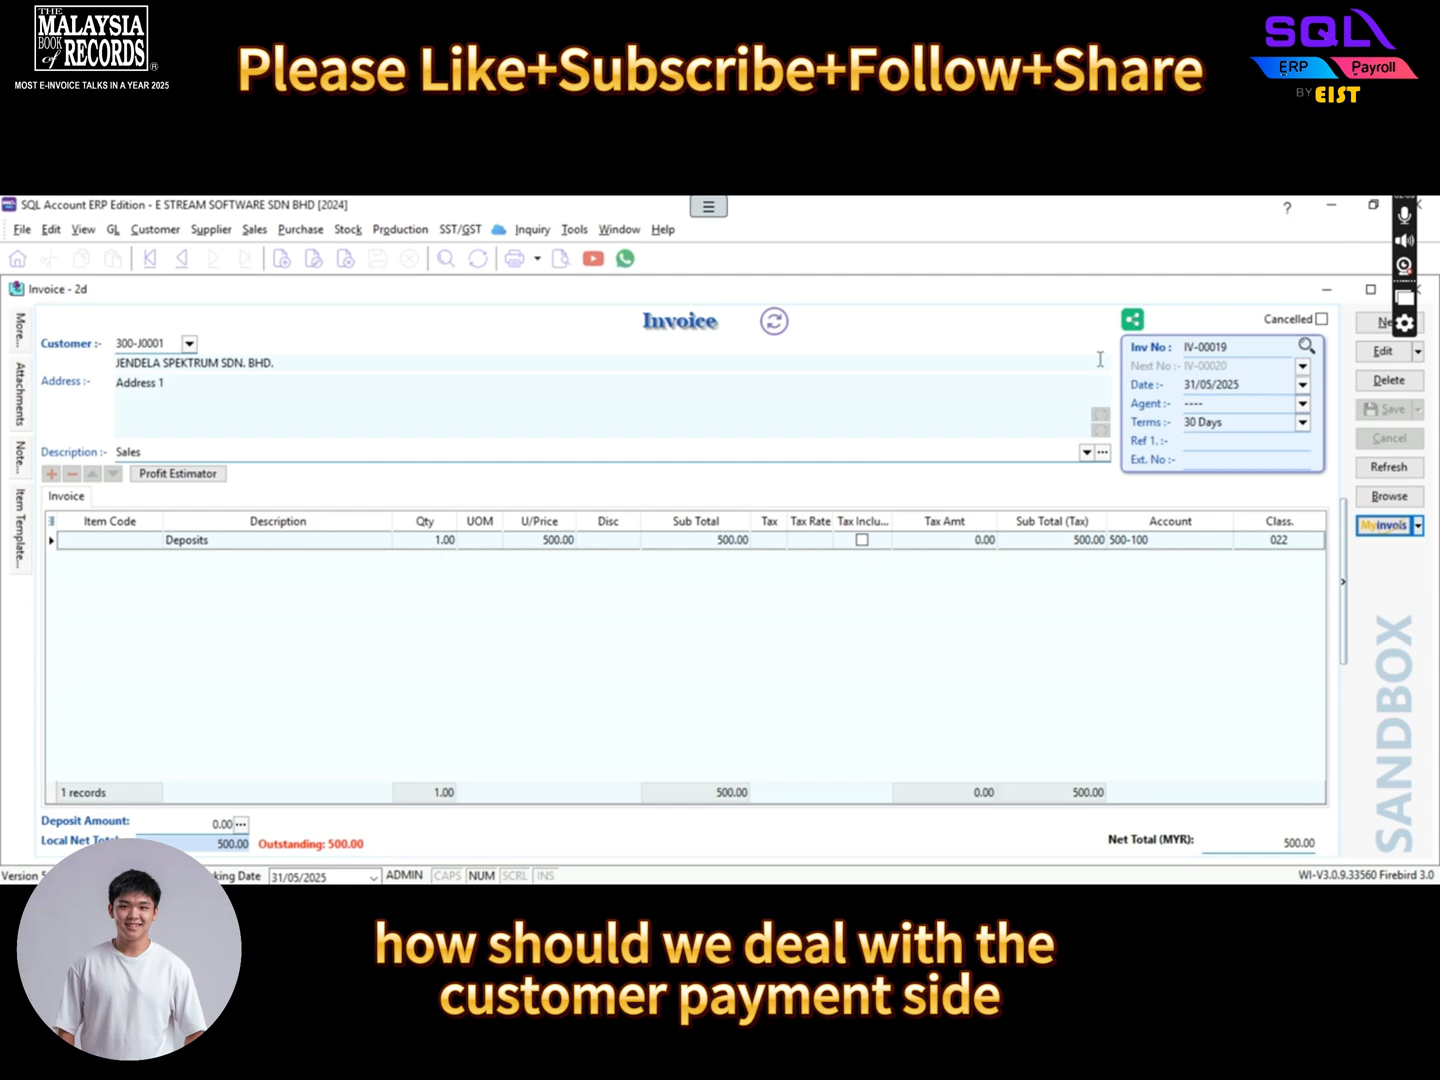 THE
MALAYSIA
BOOK
of RECORDS®
MOST E-INVOICE TALKS IN A YEAR 2025
Please Like+Subscribe+Follow+Share
SQL
ERP Payroll
BY EIST
SQL Account ERP Edition - E STREAM SOFTWARE SDN BHD [2024]
File Edit View GL Customer Supplier Sales Purchase Stock Production SST/GST Inquiry Tools Window Help
Invoice - 2d
More...
Attachments
Note...
Item Template...
Invoice
Cancelled
Customer :- 300-J0001
JENDELA SPEKTRUM SDN. BHD.
Address :- Address 1
Inv No : IV-00019
Next No :- IV-00020
Date :- 31/05/2025
Agent :- ----
Terms :- 30 Days
Ref 1. :-
Ext. No :-
Description :- Sales
Profit Estimator
Invoice
Item Code Description Qty UOM U/Price Disc Sub Total Tax Tax Rate Tax Inclu... Tax Amt Sub Total (Tax) Account Class.
Deposits 1.00 500.00 500.00 0.00 500.00 500-100 022
1 records 1.00 500.00 0.00 500.00
Deposit Amount: 0.00
Local Net 500.00 Outstanding: 500.00
Net Total (MYR): 500.00
Edit
Delete
Save
Cancel
Refresh
Browse
MyInvois
SANDBOX
Version
Date 31/05/2025 ADMIN CAPS NUM SCRL INS
WI-V3.0.9.33560 Firebird 3.0
how should we deal with the
customer payment side